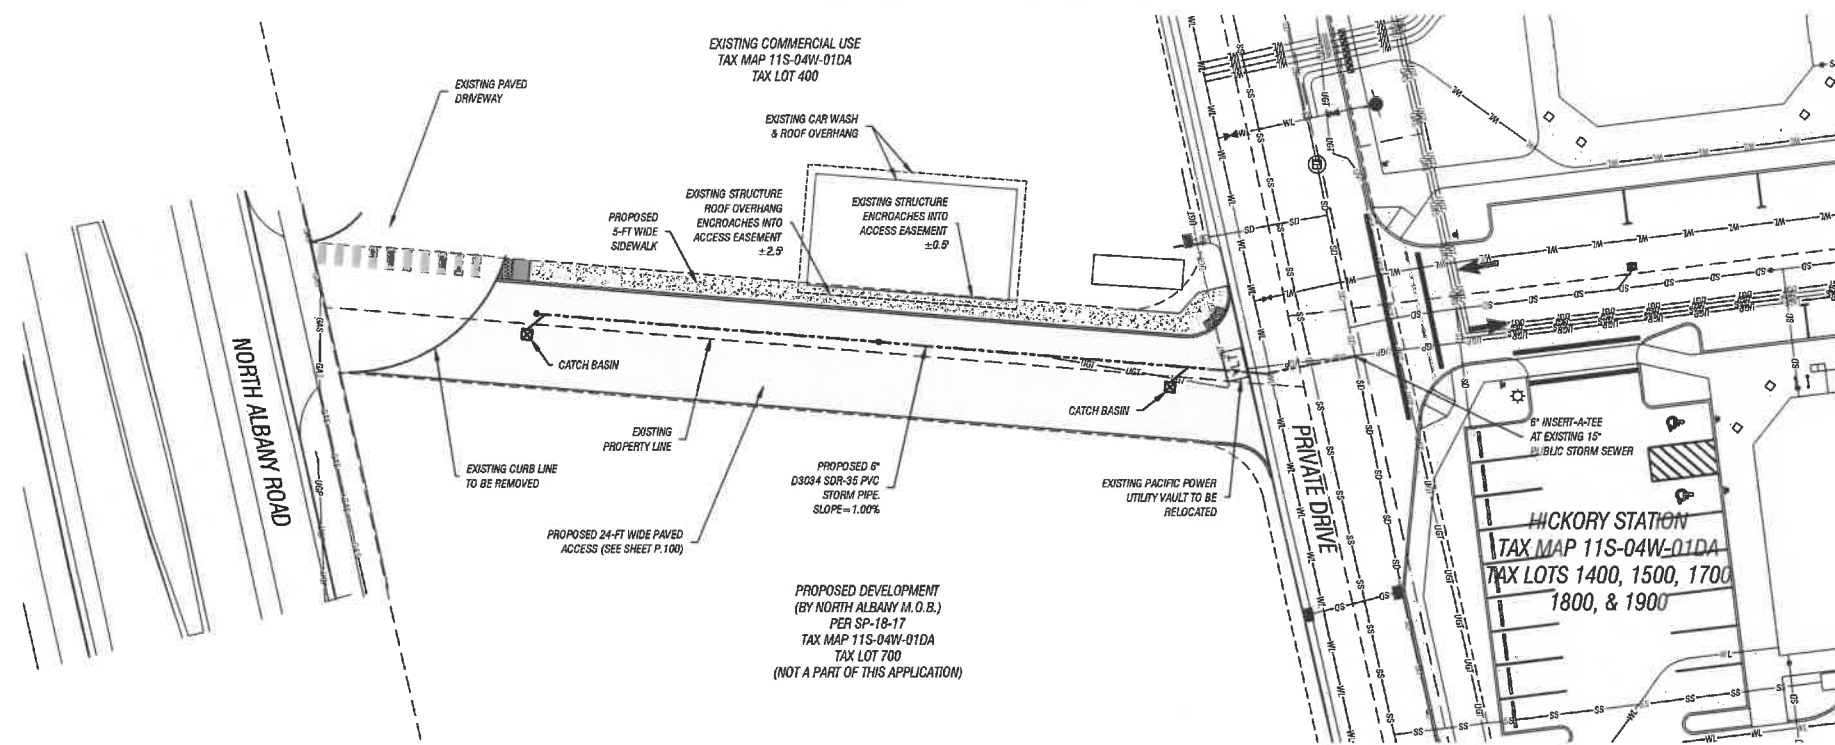 EXISTING COMMERCIAL USE
TAX MAP 11S-04W-01DA
TAX LOT 400
EXISTING PAVED
DRIVEWAY
EXISTING CAR WASH
& ROOF OVERHANG
EXISTING STRUCTURE
ROOF OVERHANG
ENCROACHES INTO
ACCESS EASEMENT
±2.5'
EXISTING STRUCTURE
ENCROACHES INTO
ACCESS EASEMENT
±0.5'
PROPOSED
5-FT WIDE
SIDEWALK
NORTH ALBANY ROAD
CATCH BASIN
EXISTING
PROPERTY LINE
EXISTING CURB LINE
TO BE REMOVED
PROPOSED 24-FT WIDE PAVED
ACCESS (SEE SHEET P.100)
PROPOSED 6"
D3034 SDR-35 PVC
STORM PIPE.
SLOPE=1.00%
CATCH BASIN
EXISTING PACIFIC POWER
UTILITY VAULT TO BE
RELOCATED
PRIVATE DRIVE
6" INSERT-A-TEE
AT EXISTING 15"
PUBLIC STORM SEWER
HICKORY STATION
TAX MAP 11S-04W-01DA
TAX LOTS 1400, 1500, 1700
1800, & 1900
PROPOSED DEVELOPMENT
(BY NORTH ALBANY M.O.B.)
PER SP-18-17
TAX MAP 11S-04W-01DA
TAX LOT 700
(NOT A PART OF THIS APPLICATION)
GAS
UGP
UGT
UGT
WL
SS
SD